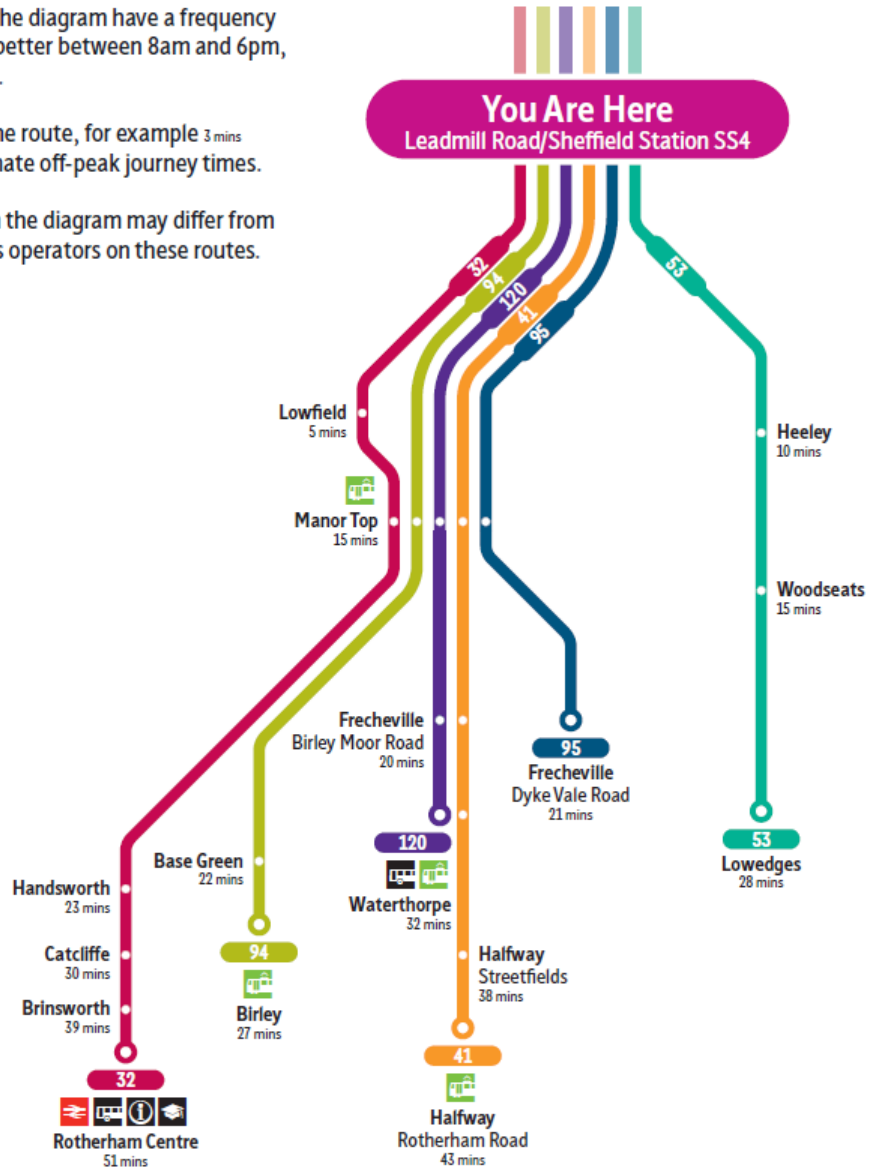 the diagram have a frequency
better between 8am and 6pm,
.
ne route, for example 3 mins
nate off-peak journey times.
n the diagram may differ from
s operators on these routes.
You Are Here
Leadmill Road/Sheffield Station SS4
32
94
120
41
95
53
Lowfield
5 mins
Heeley
10 mins
Manor Top
15 mins
Woodseats
15 mins
Frecheville
Birley Moor Road
20 mins
95
Frecheville
Dyke Vale Road
21 mins
120
Waterthorpe
32 mins
53
Lowedges
28 mins
Base Green
22 mins
Handsworth
23 mins
94
Birley
27 mins
Catcliffe
30 mins
Halfway
Streetfields
38 mins
Brinsworth
39 mins
32
Rotherham Centre
51 mins
41
Halfway
Rotherham Road
43 mins